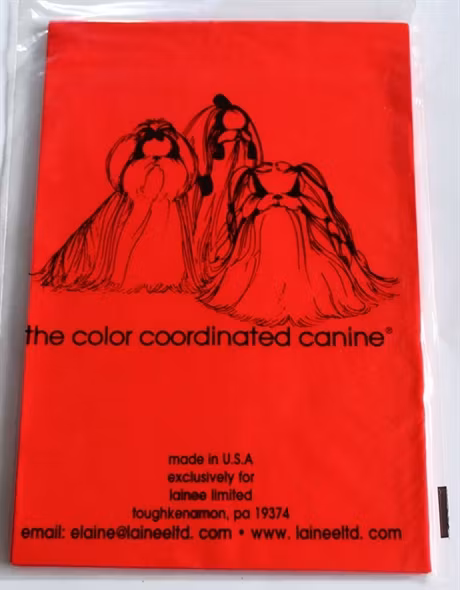 the color coordinated canine®
made in U.S.A
exclusively for
lainee limited
toughkenamon, pa 19374
email: elaine@laineeltd. com • www. laineeltd. com